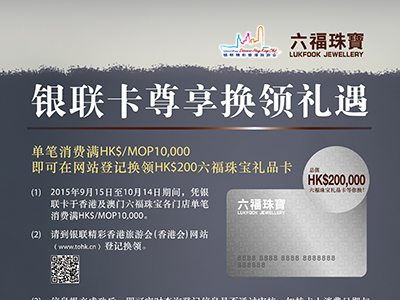 六福珠寶
LUKFOOK JEWELLERY
银联卡尊享换领礼遇
单笔消费满HK$/MOP10,000
即可在网站登记换领HK$200六福珠宝礼品卡
总值
HK$200,000
六福珠宝礼品卡等你换!
(1) 2015年9月15日至10月14日期间，凭银
联卡于香港及澳门六福珠宝各门店单笔
消费满HK$/MOP10,000。
六福珠寶
LUKFOOK JEWELLERY
(2) 请到银联精彩香港旅游会(香港会)网站
(www.tohk.cn)登记换领。
8888 8888 8888 8888888